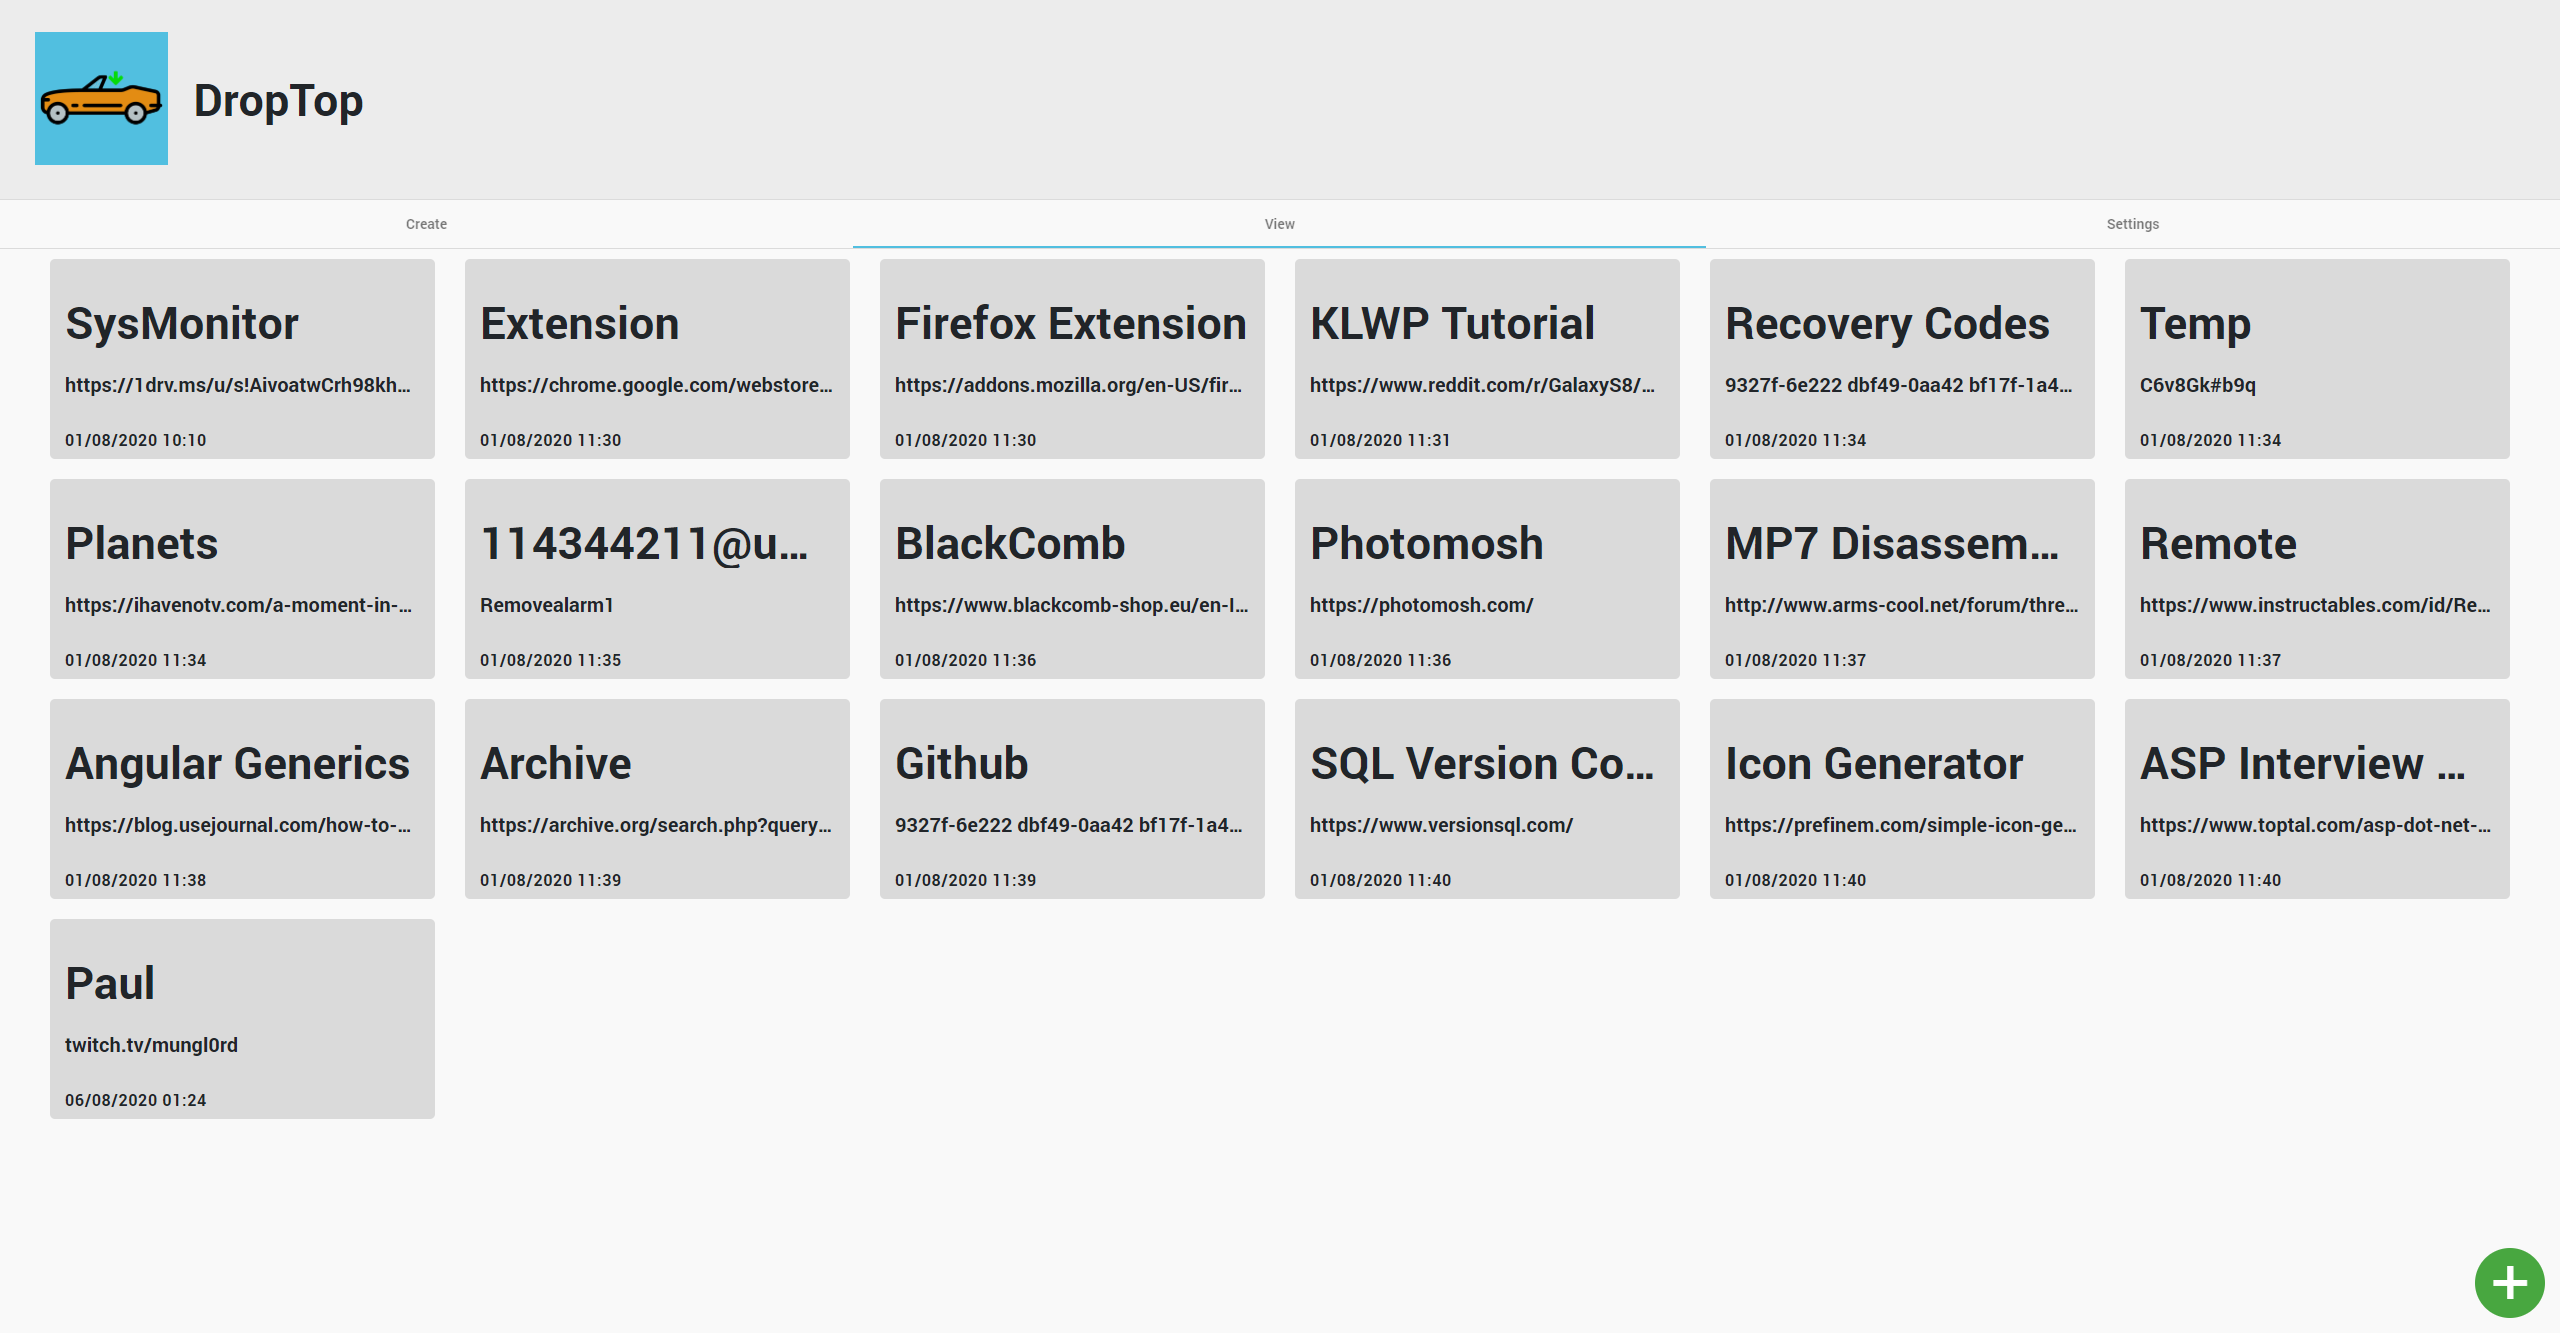 DropTop
Create
View
Settings
SysMonitor
https://1drv.ms/u/s!AivoatwCrh98kh...
01/08/2020 10:10
Extension
https://chrome.google.com/webstore...
01/08/2020 11:30
Firefox Extension
https://addons.mozilla.org/en-US/fir...
01/08/2020 11:30
KLWP Tutorial
https://www.reddit.com/r/GalaxyS8/...
01/08/2020 11:31
Recovery Codes
9327f-6e222 dbf49-0aa42 bf17f-1a4...
01/08/2020 11:34
Temp
C6v8Gk#b9q
01/08/2020 11:34
Planets
https://ihavenotv.com/a-moment-in-...
01/08/2020 11:34
114344211@u...
Removealarm1
01/08/2020 11:35
BlackComb
https://www.blackcomb-shop.eu/en-I...
01/08/2020 11:36
Photomosh
https://photomosh.com/
01/08/2020 11:36
MP7 Disassem...
http://www.arms-cool.net/forum/thre...
01/08/2020 11:37
Remote
https://www.instructables.com/id/Re...
01/08/2020 11:37
Angular Generics
https://blog.usejournal.com/how-to-...
01/08/2020 11:38
Archive
https://archive.org/search.php?query...
01/08/2020 11:39
Github
9327f-6e222 dbf49-0aa42 bf17f-1a4...
01/08/2020 11:39
SQL Version Co...
https://www.versionsql.com/
01/08/2020 11:40
Icon Generator
https://prefinem.com/simple-icon-ge...
01/08/2020 11:40
ASP Interview ...
https://www.toptal.com/asp-dot-net-...
01/08/2020 11:40
Paul
twitch.tv/mungl0rd
06/08/2020 01:24